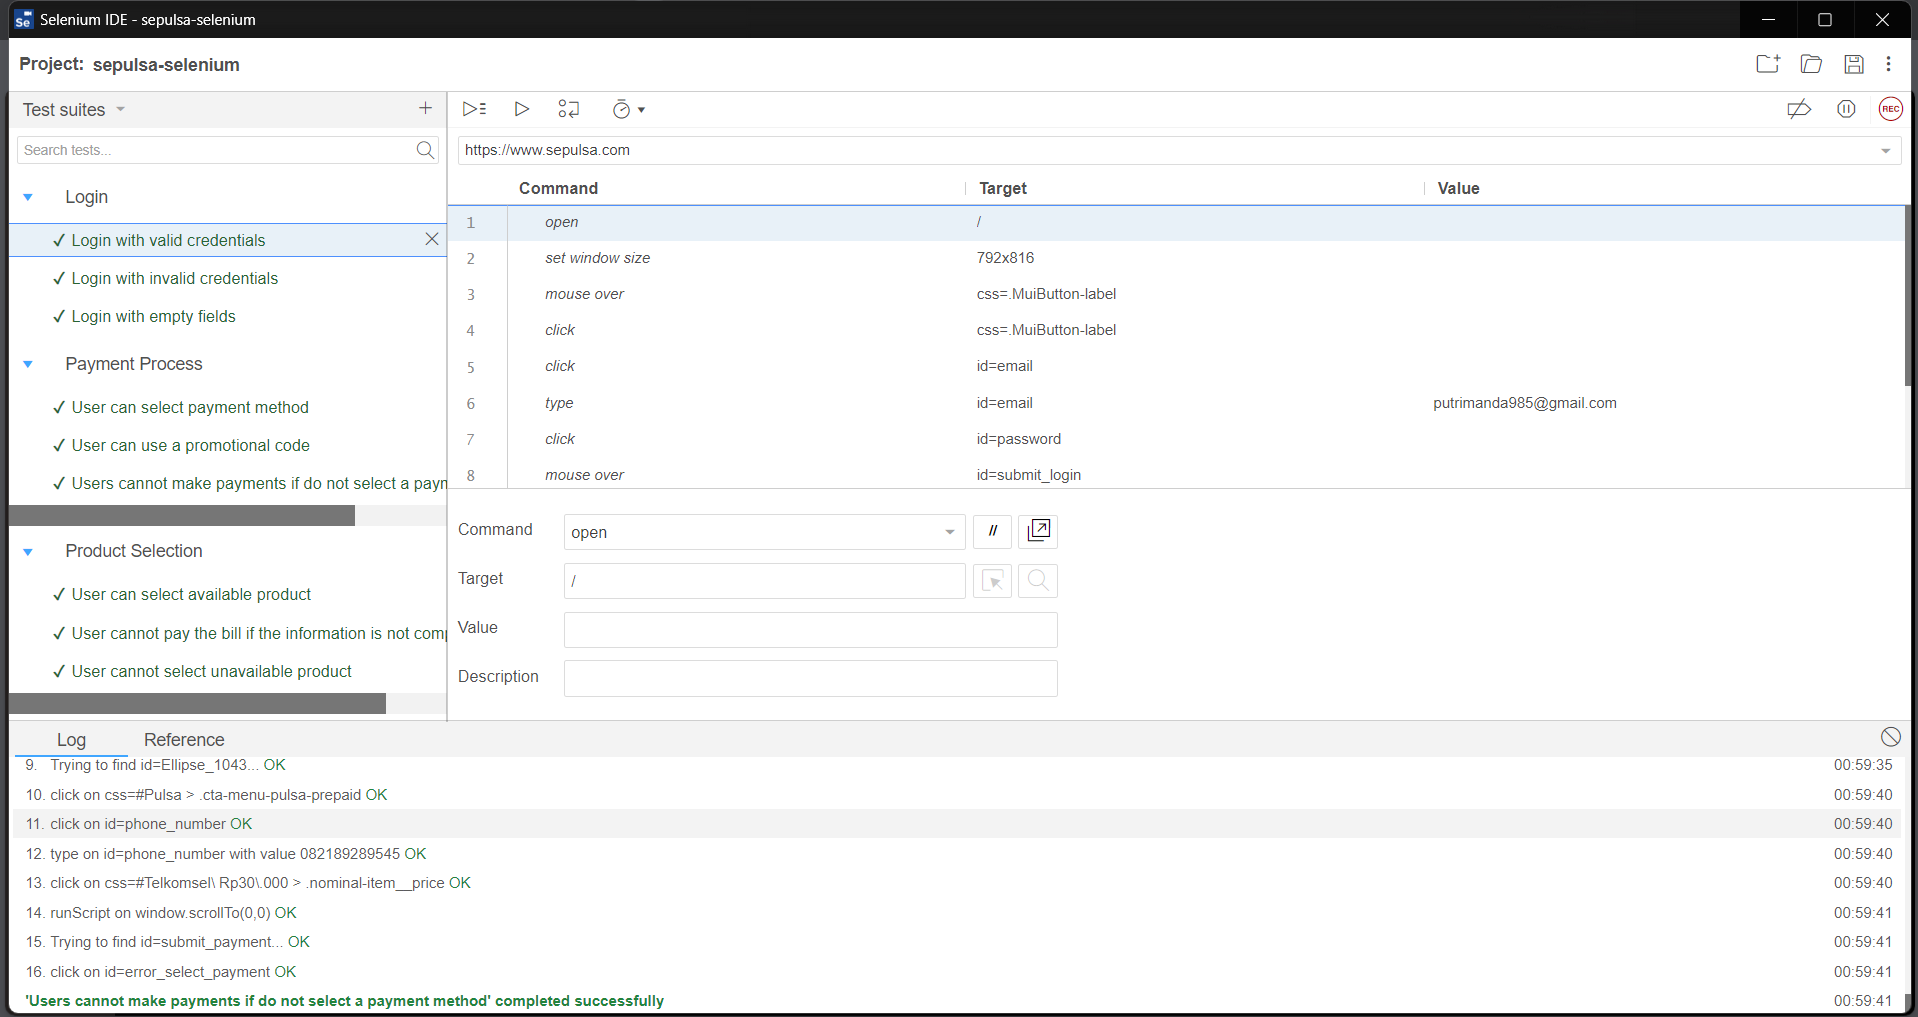 Se Selenium IDE - sepulsa-selenium
Project: sepulsa-selenium
Test suites
Search tests...
Login
✓ Login with valid credentials
✓ Login with invalid credentials
✓ Login with empty fields
Payment Process
✓ User can select payment method
✓ User can use a promotional code
✓ Users cannot make payments if do not select a payn
Product Selection
✓ User can select available product
✓ User cannot pay the bill if the information is not com
✓ User cannot select unavailable product
REC
https://www.sepulsa.com
Command Target Value
1 open /
2 set window size 792x816
3 mouse over css=.MuiButton-label
4 click css=.MuiButton-label
5 click id=email
6 type id=email putrimanda985@gmail.com
7 click id=password
8 mouse over id=submit_login
Command open //
Target /
Value
Description
Log Reference
9. Trying to find id=Ellipse_1043... OK 00:59:35
10. click on css=#Pulsa > .cta-menu-pulsa-prepaid OK 00:59:40
11. click on id=phone_number OK 00:59:40
12. type on id=phone_number with value 082189289545 OK 00:59:40
13. click on css=#Telkomsel\ Rp30\.000 > .nominal-item__price OK 00:59:40
14. runScript on window.scrollTo(0,0) OK 00:59:41
15. Trying to find id=submit_payment... OK 00:59:41
16. click on id=error_select_payment OK 00:59:41
'Users cannot make payments if do not select a payment method' completed successfully 00:59:41